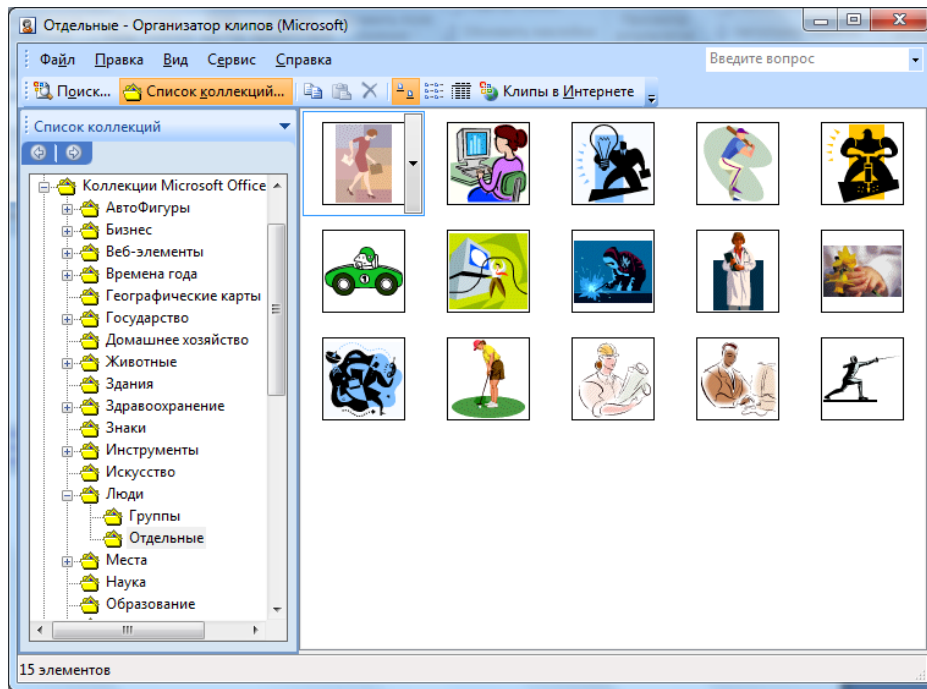 Отдельные - Организатор клипов (Microsoft)
Файл Правка Вид Сервис Справка
Введите вопрос
Поиск... Список коллекций... Клипы в Интернете
Список коллекций
Коллекции Microsoft Office
АвтоФигуры
Бизнес
Веб-элементы
Времена года
Географические карты
Государство
Домашнее хозяйство
Животные
Здания
Здравоохранение
Знаки
Инструменты
Искусство
Люди
Группы
Отдельные
Места
Наука
Образование
1
15 элементов